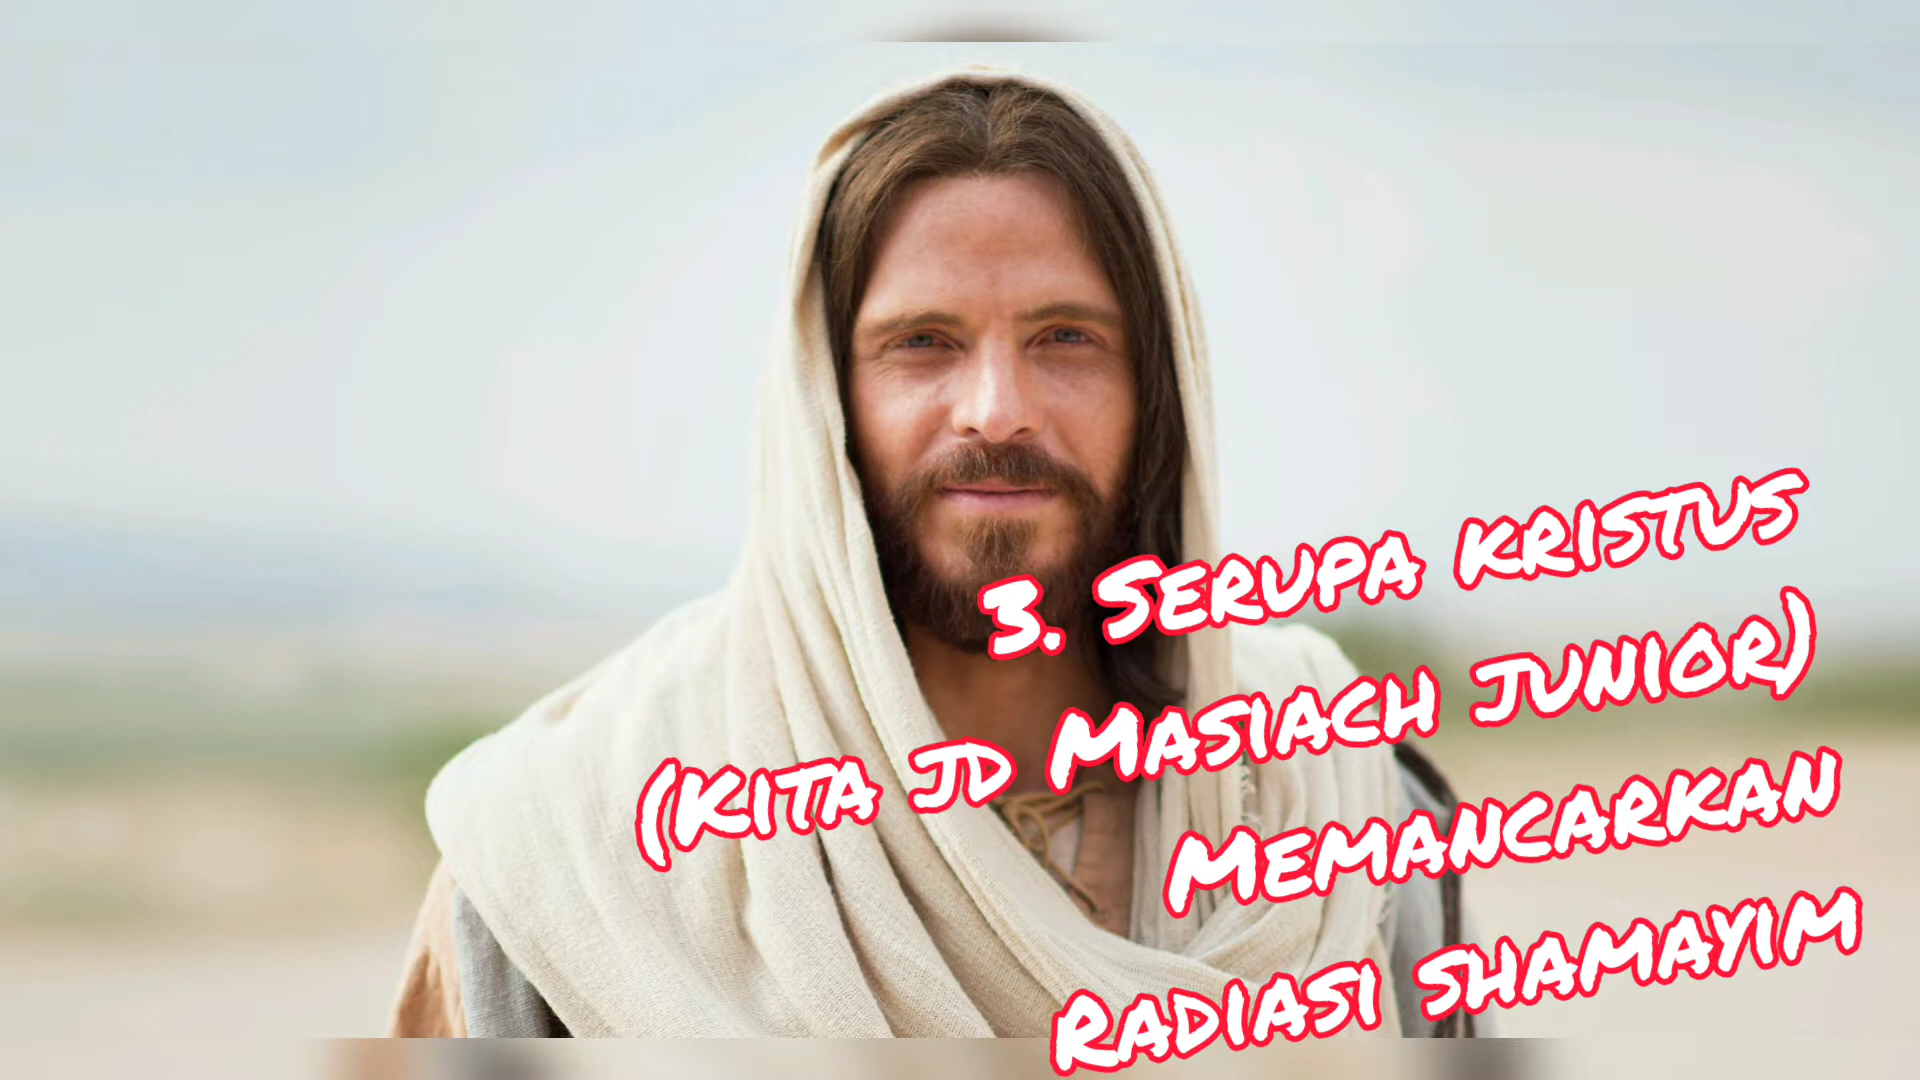 3. Serupa kristus
(Kita jd Masiach junior)
Memancarkan
Radiasi shamayim